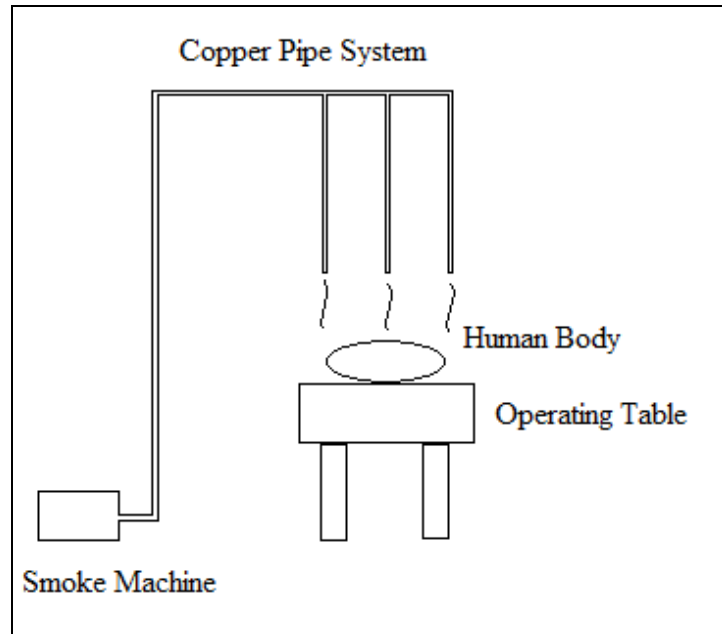 Copper Pipe System
Human Body
Operating Table
Smoke Machine